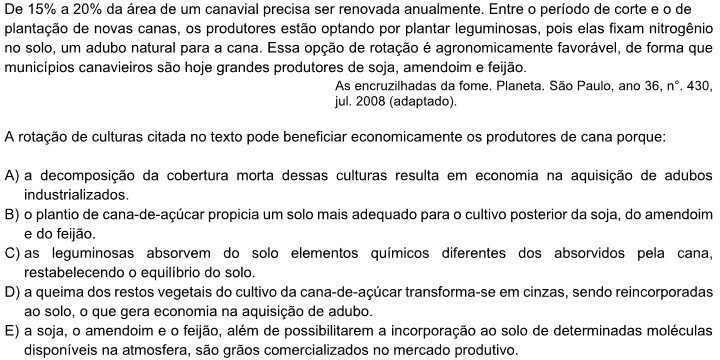 De 15% a 20% da área de um canavial precisa ser renovada anualmente. Entre o período de corte e o de
plantação de novas canas, os produtores estão optando por plantar leguminosas, pois elas fixam nitrogênio
no solo, um adubo natural para a cana. Essa opção de rotação é agronomicamente favorável, de forma que
municípios canavieiros são hoje grandes produtores de soja, amendoim e feijão.
As encruzilhadas da fome. Planeta. São Paulo, ano 36, n°. 430,
jul. 2008 (adaptado).
A rotação de culturas citada no texto pode beneficiar economicamente os produtores de cana porque:
A) a decomposição da cobertura morta dessas culturas resulta em economia na aquisição de adubos
industrializados.
B) o plantio de cana-de-açúcar propicia um solo mais adequado para o cultivo posterior da soja, do amendoim
e do feijão.
C) as leguminosas absorvem do solo elementos químicos diferentes dos absorvidos pela cana,
restabelecendo o equilíbrio do solo.
D) a queima dos restos vegetais do cultivo da cana-de-açúcar transforma-se em cinzas, sendo reincorporadas
ao solo, o que gera economia na aquisição de adubo.
E) a soja, o amendoim e o feijão, além de possibilitarem a incorporação ao solo de determinadas moléculas
disponíveis na atmosfera, são grãos comercializados no mercado produtivo.